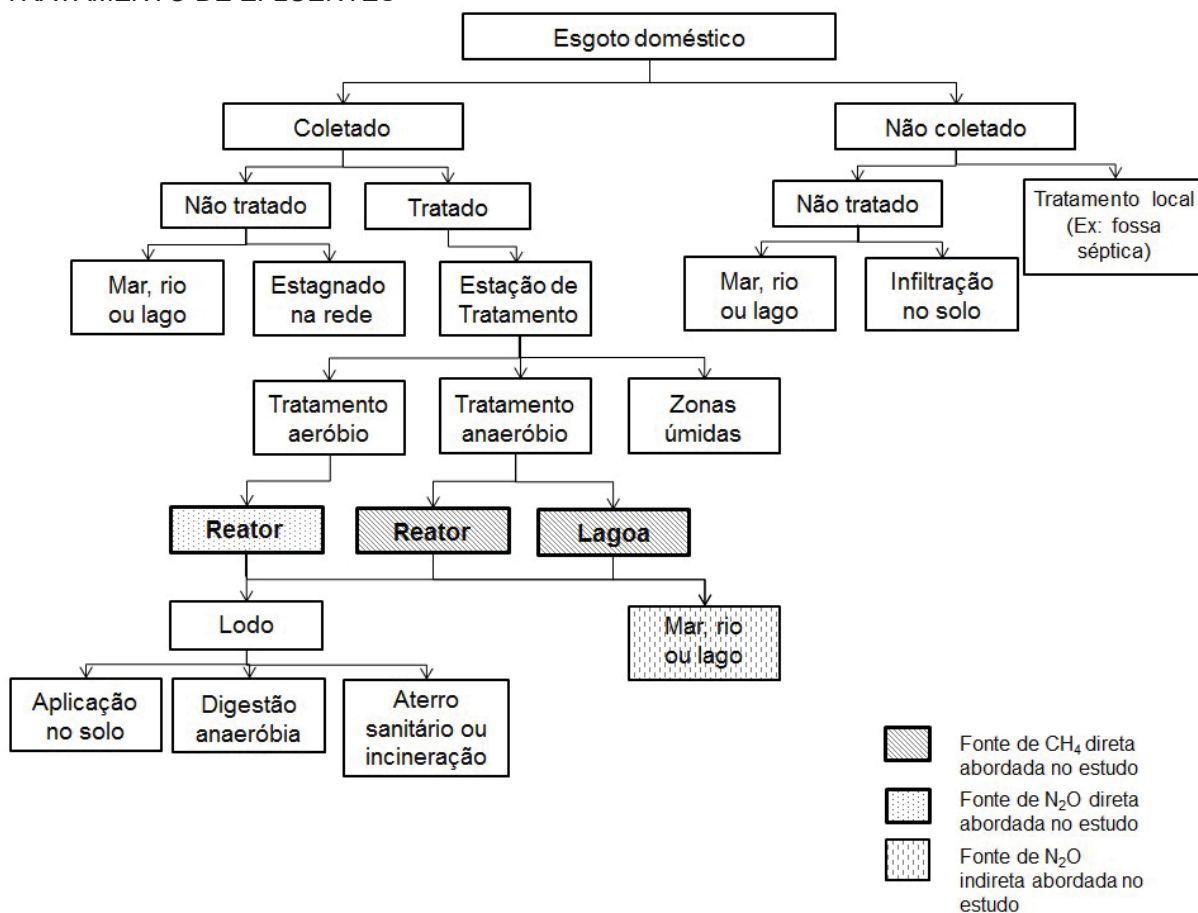 TRATAMENTO DE EFLUENTES
Esgoto doméstico
Coletado
Não coletado
Não tratado
Tratado
Não tratado
Tratamento local
(Ex: fossa
séptica)
Mar, rio
ou lago
Estagnado
na rede
Estação de
Tratamento
Mar, rio
ou lago
Infiltração
no solo
Tratamento
aeróbio
Tratamento
anaeróbio
Zonas
úmidas
Reator
Reator
Lagoa
Lodo
Mar, rio
ou lago
Aplicação
no solo
Digestão
anaeróbia
Aterro
sanitário ou
incineração
Fonte de CH₄ direta
abordada no estudo
Fonte de N₂O direta
abordada no estudo
Fonte de N₂O
indireta abordada no
estudo